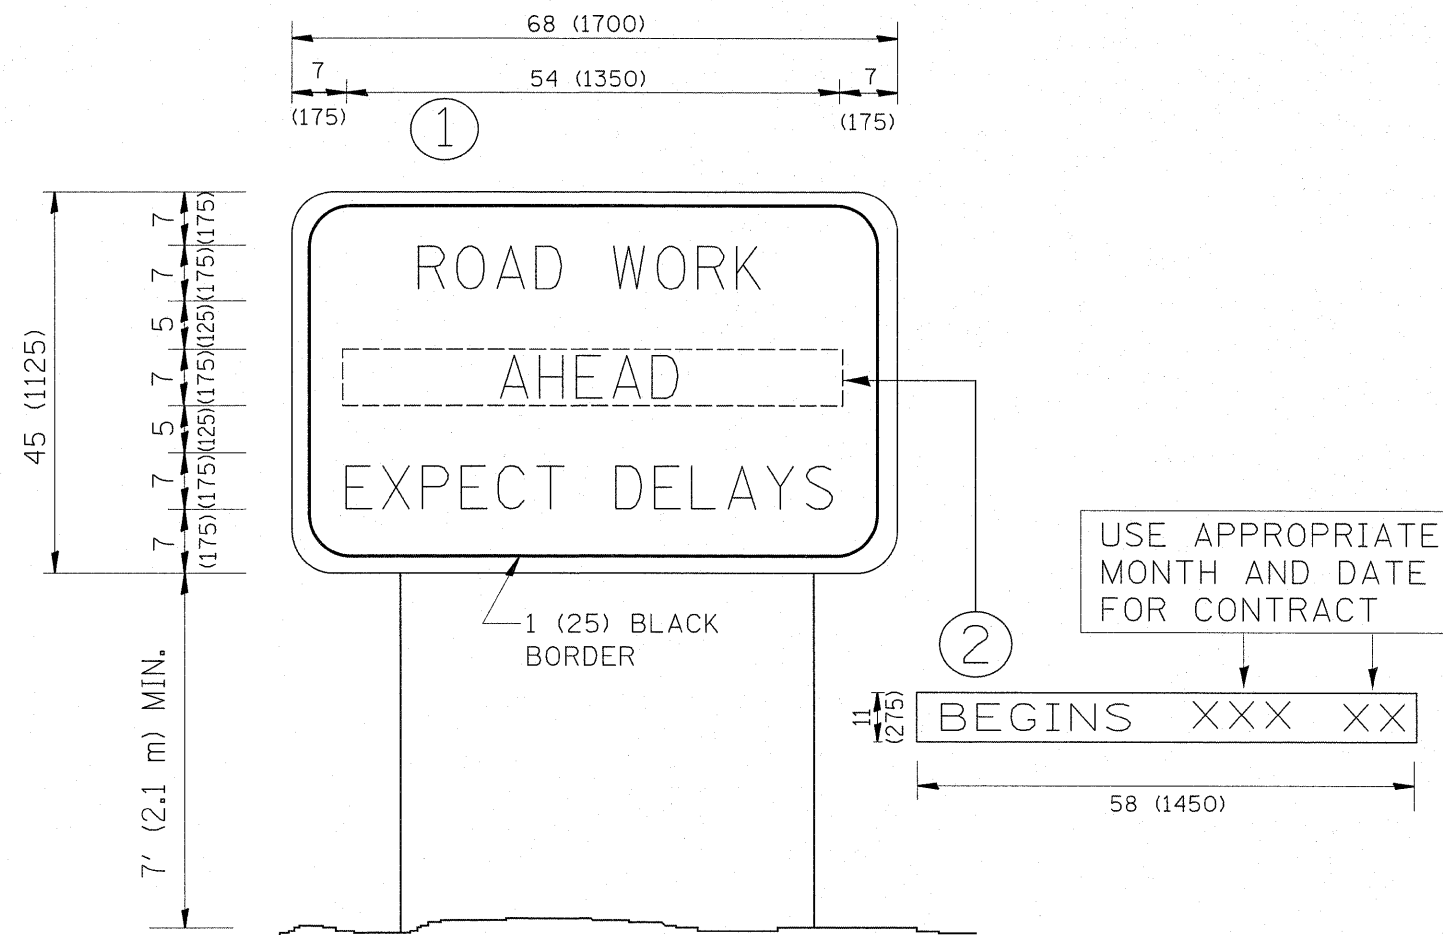 68 (1700)
7
54 (1350)
7
(175)
(175)
1
7 (175)
7 (175)
5 (125)
7 (175)
5 (125)
7 (175)
7 (175)
45 (1125)
ROAD WORK
AHEAD
EXPECT DELAYS
1 (25) BLACK
BORDER
7' (2.1 m) MIN.
2
USE APPROPRIATE
MONTH AND DATE
FOR CONTRACT
11
(275)
BEGINS XXX XX
58 (1450)